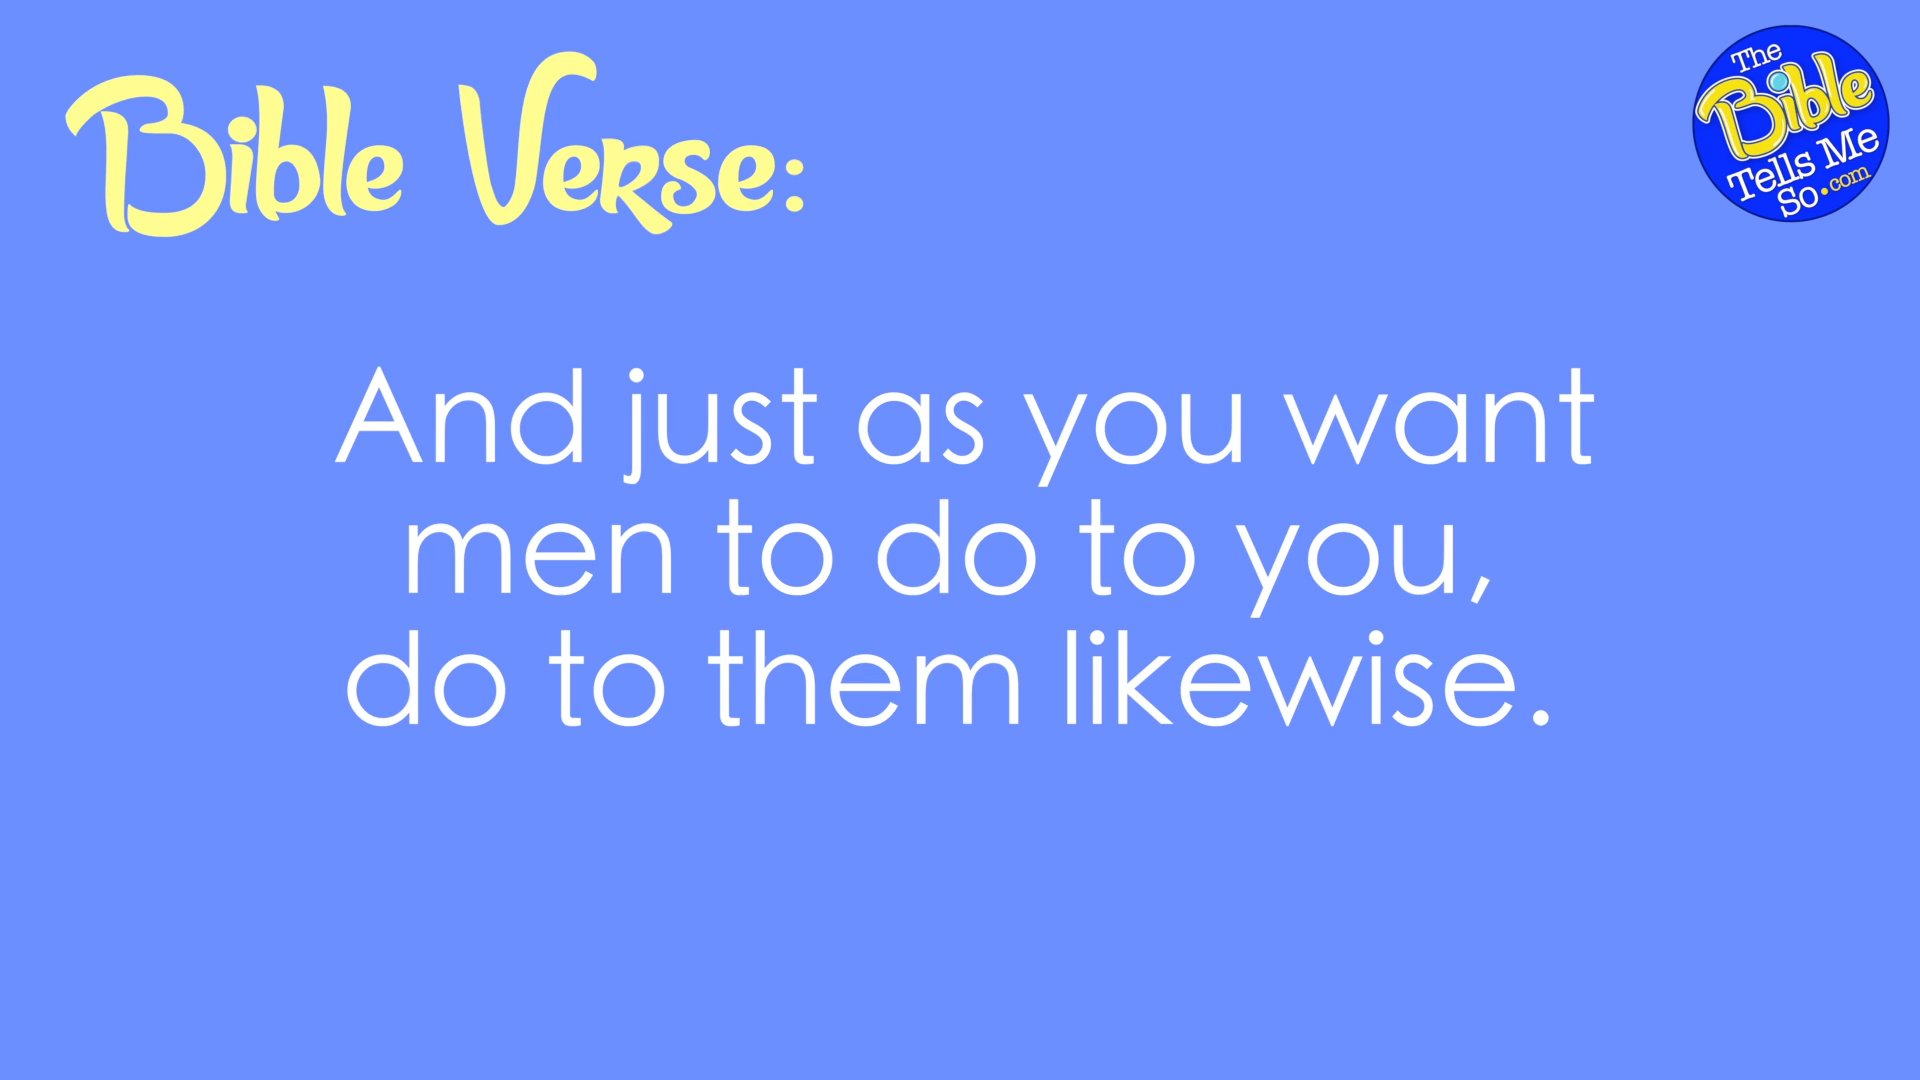 Bible Verse:
The
Bible
Tells Me
So.com
And just as you want
men to do to you,
do to them likewise.